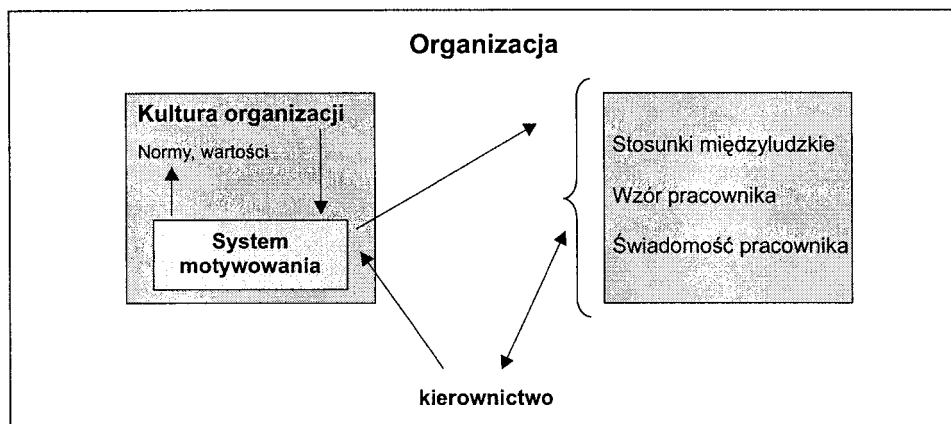 Organizacja
Kultura organizacji
Normy, wartości
System
motywowania
Stosunki międzyludzkie
Wzór pracownika
Świadomość pracownika
kierownictwo